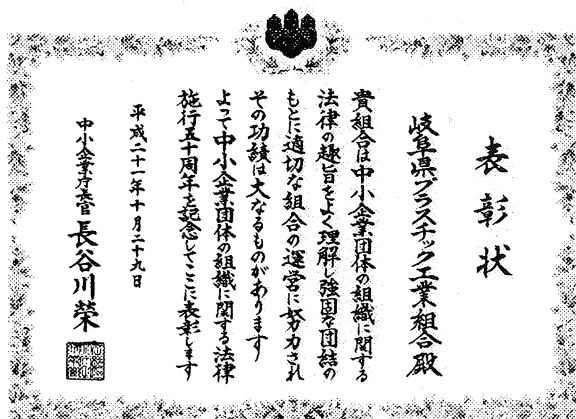 表彰状
岐阜県プラスチック工業組合殿
貴組合は中小企業団体の組織に関する
法律の趣旨をよく理解し強固な団結の
もとに適切な組合の運営に努力され
その功績は大なるものがあります
よって中小企業団体の組織に関する法律
施行五十周年を記念してここに表彰します
平成二十一年十月二十九日
中小企業庁長官 長谷川榮